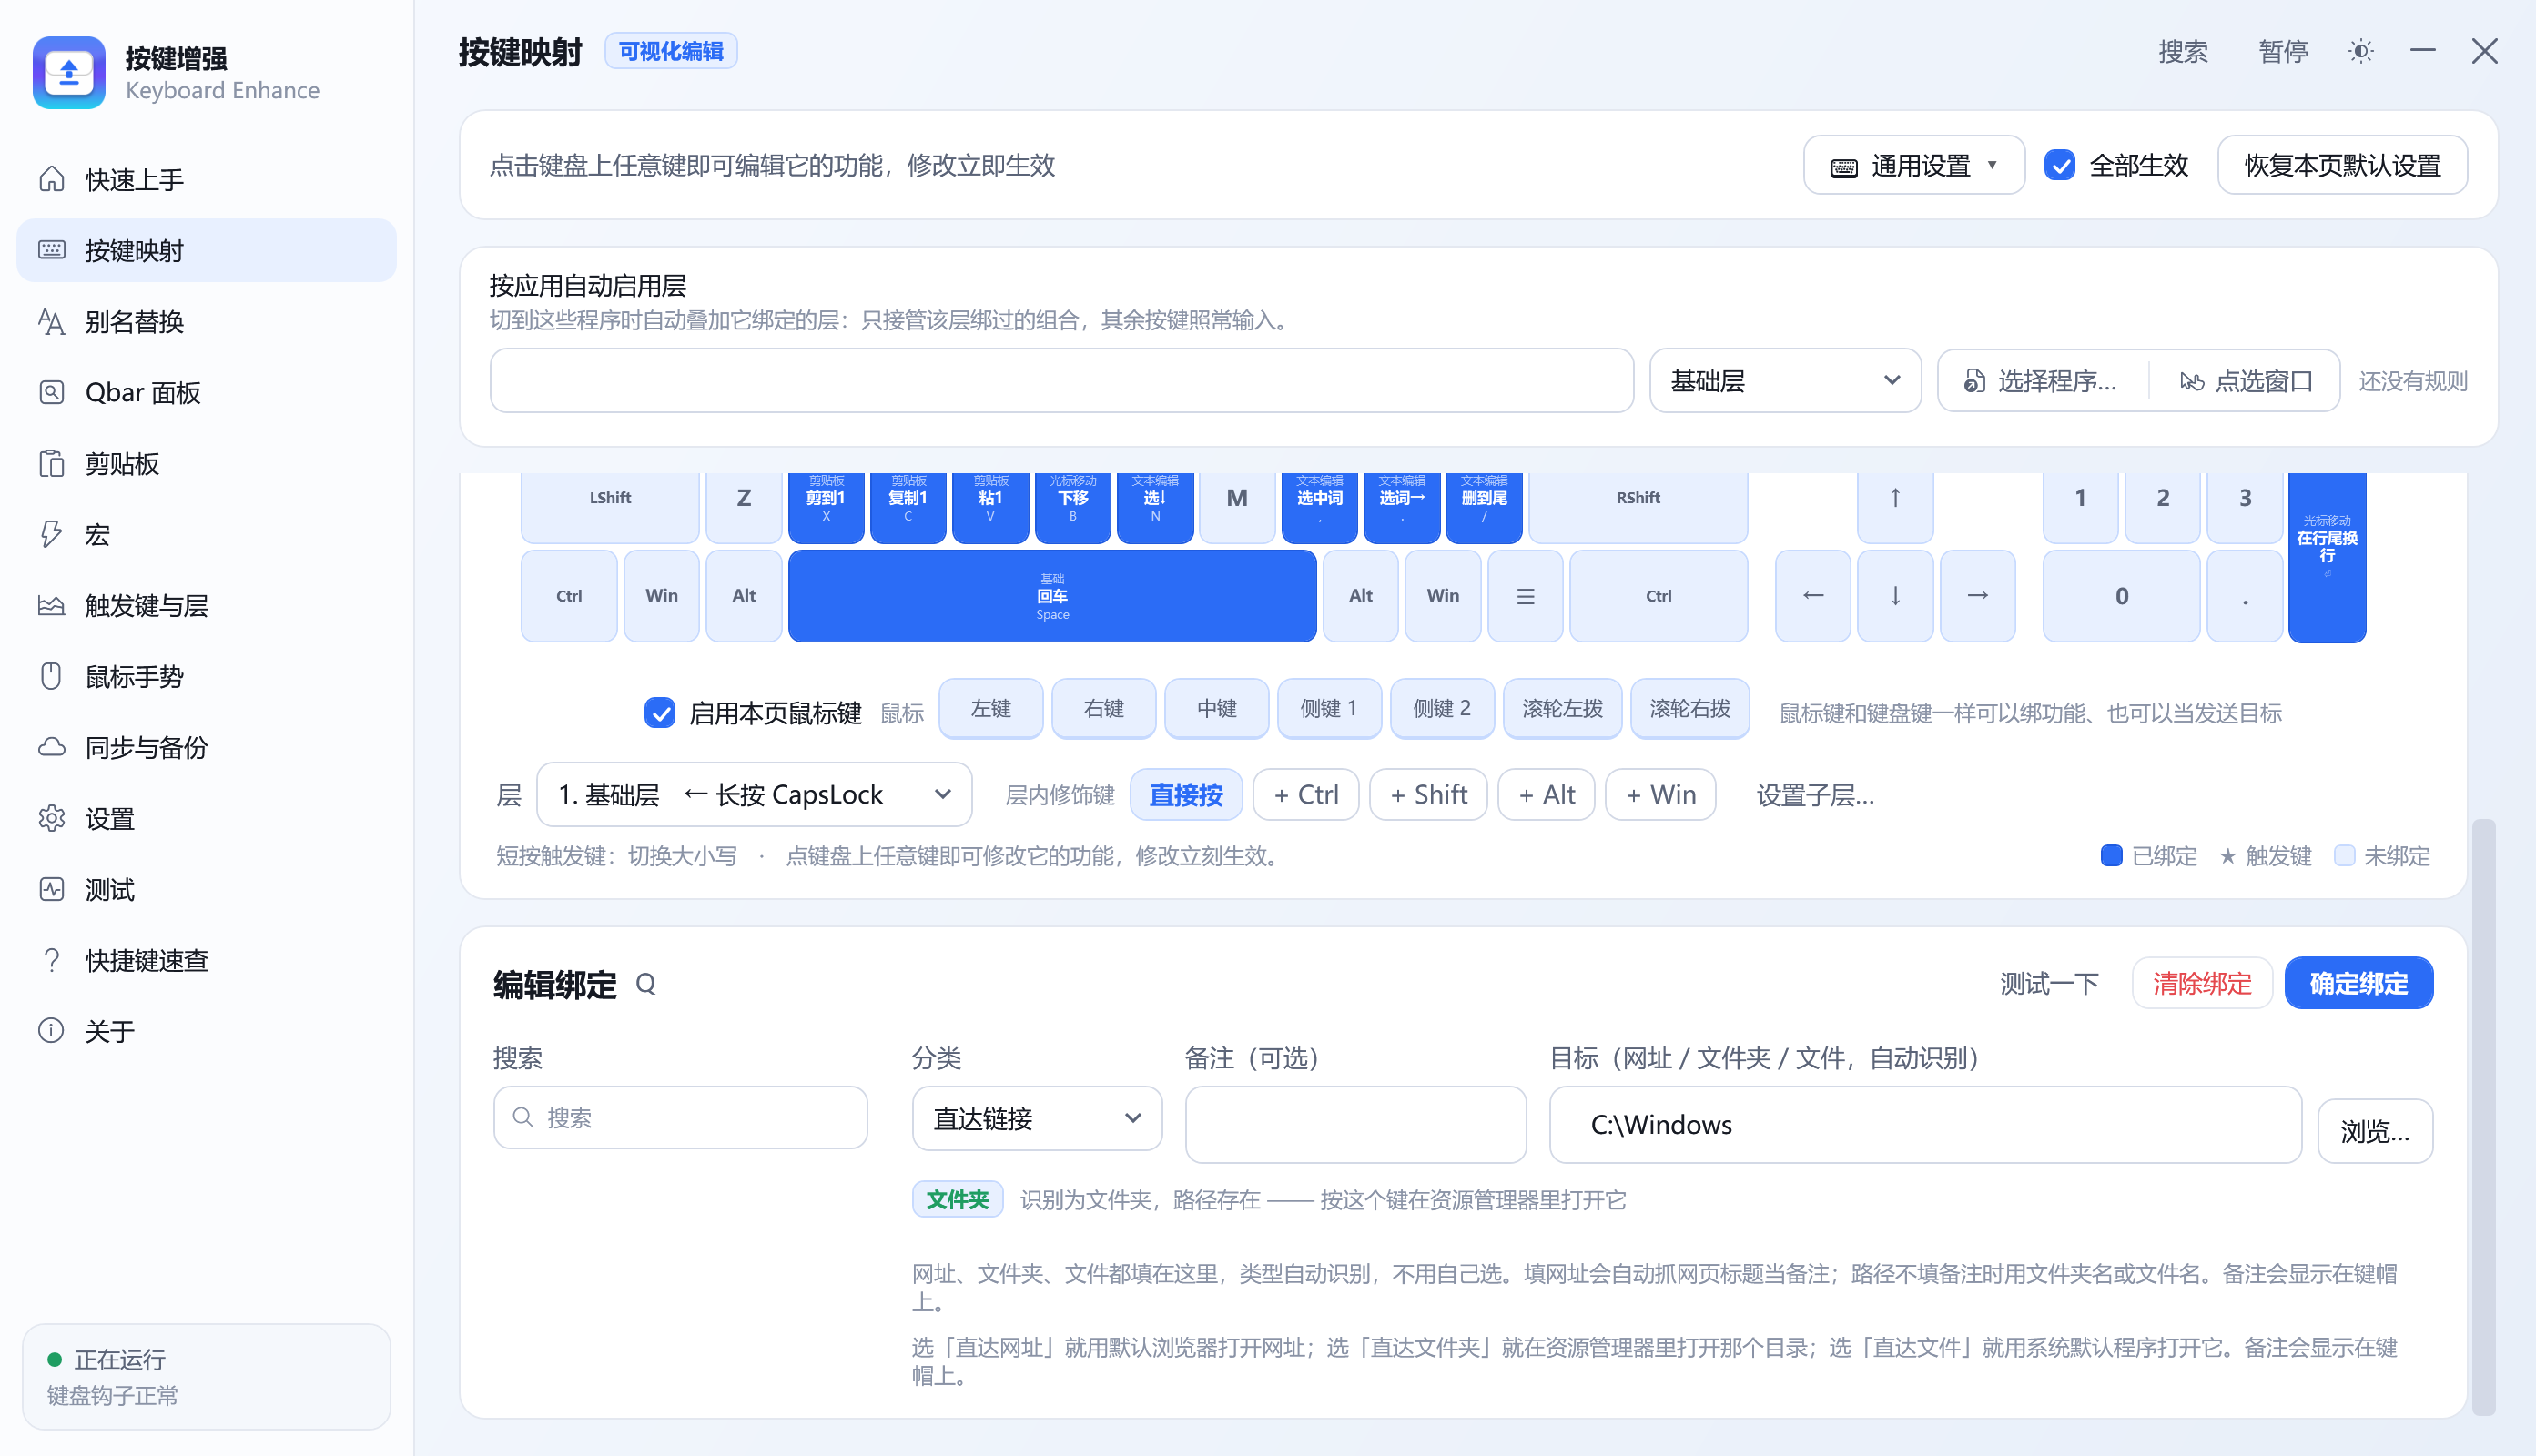 按键增强
Keyboard Enhance
快速上手
按键映射
别名替换
Qbar 面板
剪贴板
宏
触发键与层
鼠标手势
同步与备份
设置
测试
快捷键速查
关于
正在运行
键盘钩子正常
按键映射 可视化编辑 搜索 暂停
点击键盘上任意键即可编辑它的功能，修改立即生效 通用设置 全部生效 恢复本页默认设置
按应用自动启用层
切到这些程序时自动叠加它绑定的层：只接管该层绑过的组合，其余按键照常输入。
基础层 选择程序... 点选窗口 还没有规则
剪贴板 剪贴板 剪贴板 光标移动 文本编辑 文本编辑 文本编辑 文本编辑
LShift Z 剪到1 复制1 粘1 下移 选↓ M 选中词 选词→ 删到尾 RShift ↑ 1 2 3
X C V B N , . /
光标移动
在行尾换
行
⏎
基础
Ctrl Win Alt 回车 Alt Win ☰ Ctrl ← ↓ → 0 .
Space
启用本页鼠标键 鼠标 左键 右键 中键 侧键 1 侧键 2 滚轮左拨 滚轮右拨 鼠标键和键盘键一样可以绑功能、也可以当发送目标
层 1. 基础层 ← 长按 CapsLock 层内修饰键 直接按 + Ctrl + Shift + Alt + Win 设置子层...
短按触发键：切换大小写 · 点键盘上任意键即可修改它的功能，修改立刻生效。 已绑定 ★ 触发键 未绑定
编辑绑定 Q 测试一下 清除绑定 确定绑定
搜索 分类 备注（可选） 目标（网址 / 文件夹 / 文件，自动识别）
搜索 直达链接 C:\Windows 浏览...
文件夹 识别为文件夹，路径存在 —— 按这个键在资源管理器里打开它
网址、文件夹、文件都填在这里，类型自动识别，不用自己选。填网址会自动抓网页标题当备注；路径不填备注时用文件夹名或文件名。备注会显示在键帽
上。
选「直达网址」就用默认浏览器打开网址；选「直达文件夹」就在资源管理器里打开那个目录；选「直达文件」就用系统默认程序打开它。备注会显示在键
帽上。